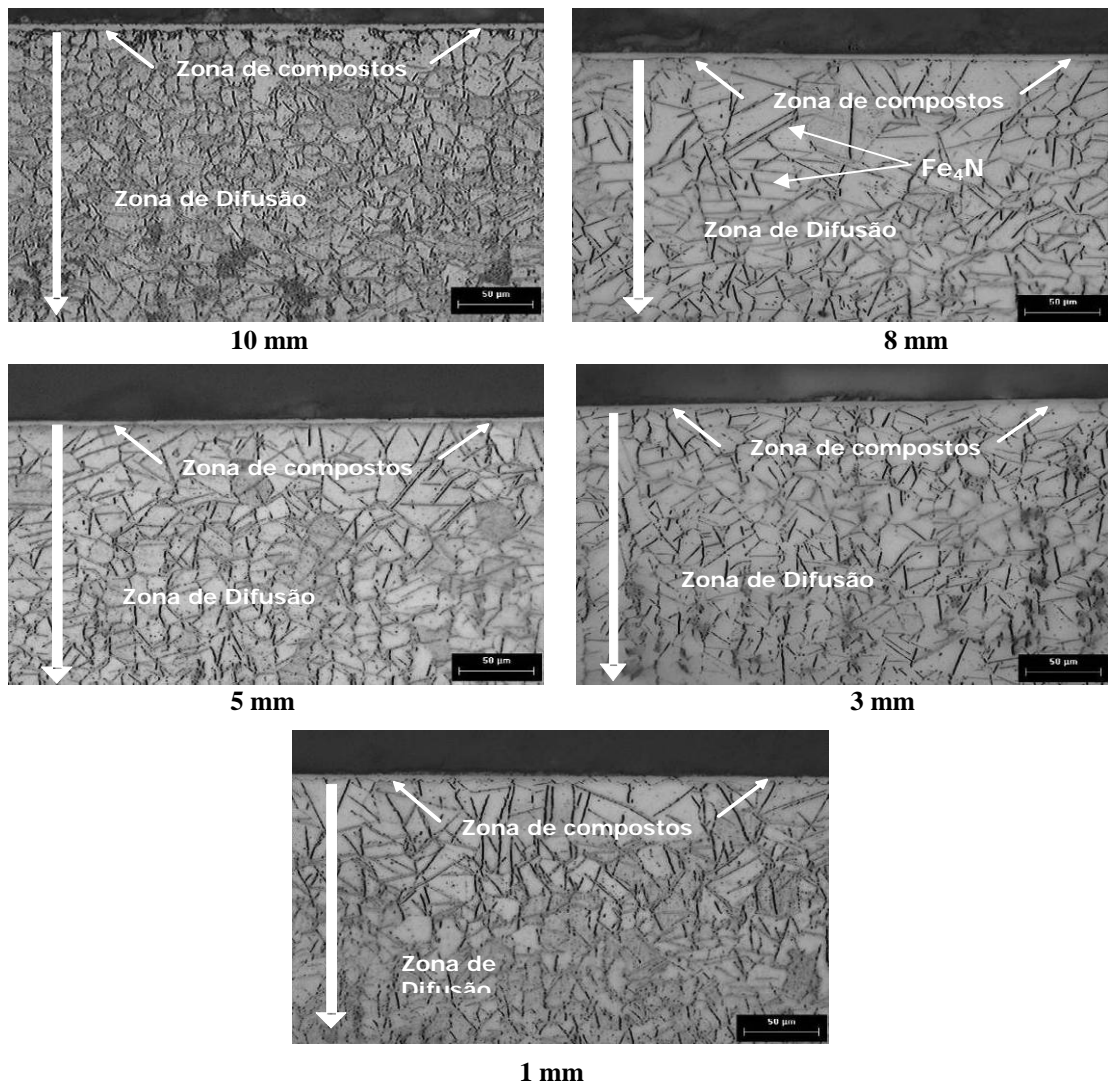 Zona de compostos
Zona de Difusão
50 µm
10 mm
Zona de compostos
Fe₄N
Zona de Difusão
50 µm
8 mm
Zona de compostos
Zona de Difusão
50 µm
5 mm
Zona de compostos
Zona de Difusão
50 µm
3 mm
Zona de compostos
Zona de
Difusão
50 µm
1 mm